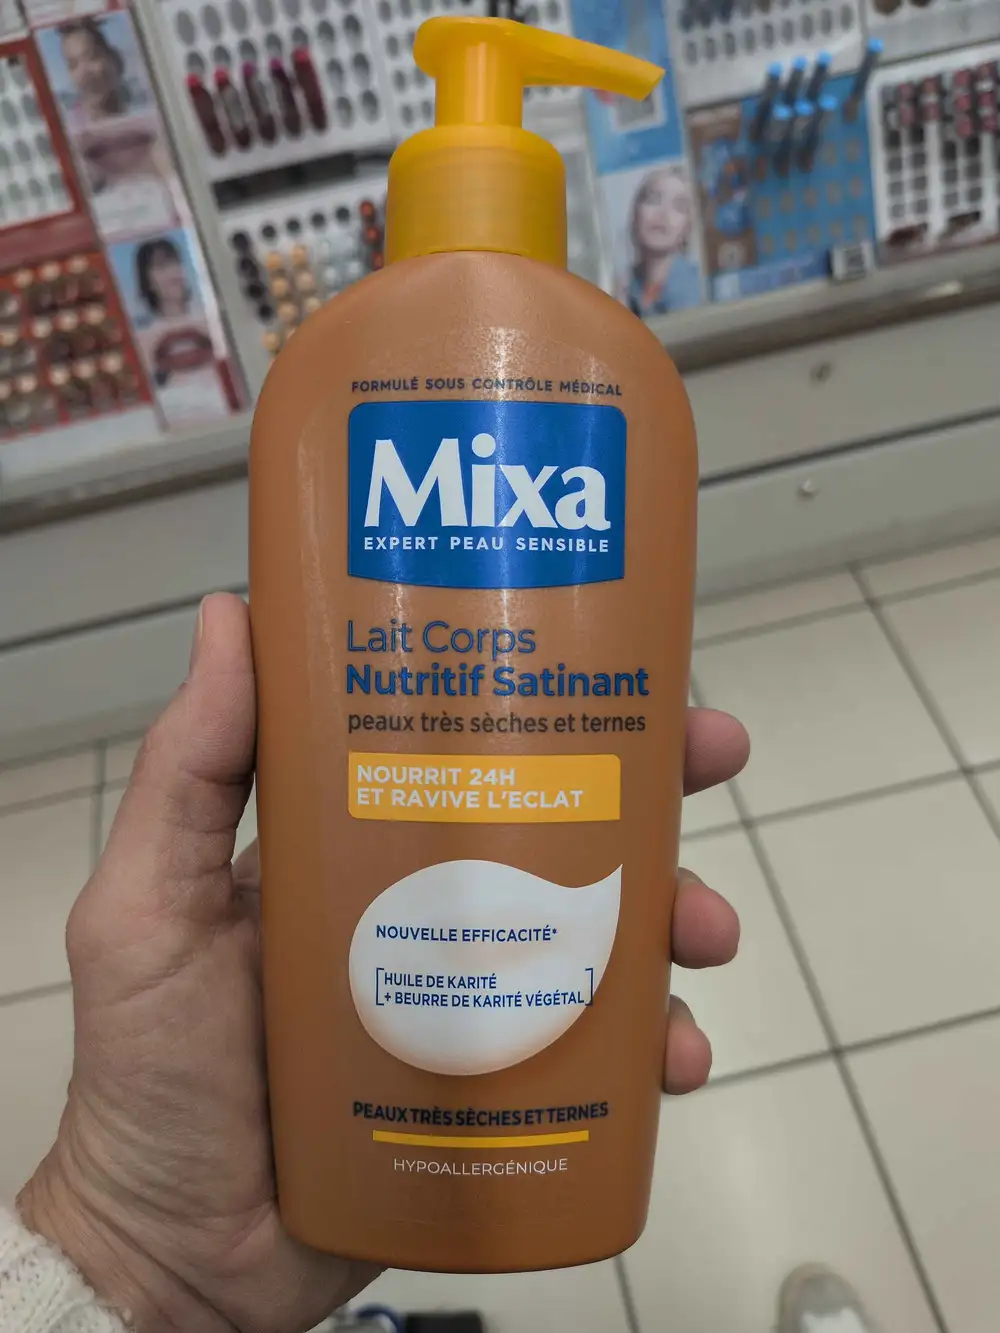 FORMULÉ SOUS CONTRÔLE MÉDICAL
Mixa
EXPERT PEAU SENSIBLE
Lait Corps
Nutritif Satinant
peaux très sèches et ternes
NOURRIT 24H
ET RAVIVE L'ECLAT
NOUVELLE EFFICACITÉ*
[HUILE DE KARITÉ
+ BEURRE DE KARITÉ VÉGÉTAL]
PEAUX TRÈS SÈCHES ET TERNES
HYPOALLERGÉNIQUE